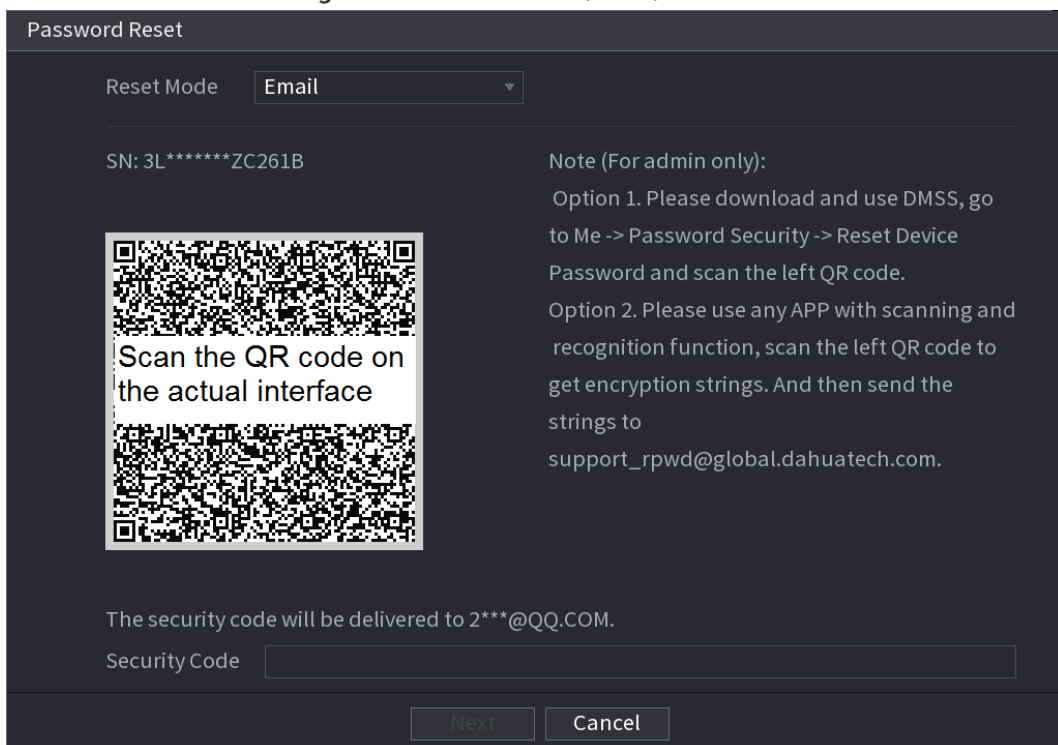 Password Reset
Reset Mode
Email
SN: 3L*******ZC261B
Note (For admin only):
Option 1. Please download and use DMSS, go
to Me -> Password Security -> Reset Device
Password and scan the left QR code.
Option 2. Please use any APP with scanning and
recognition function, scan the left QR code to
get encryption strings. And then send the
strings to
support_rpwd@global.dahuatech.com.
Scan the QR code on
the actual interface
The security code will be delivered to 2***@QQ.COM.
Security Code
Next
Cancel